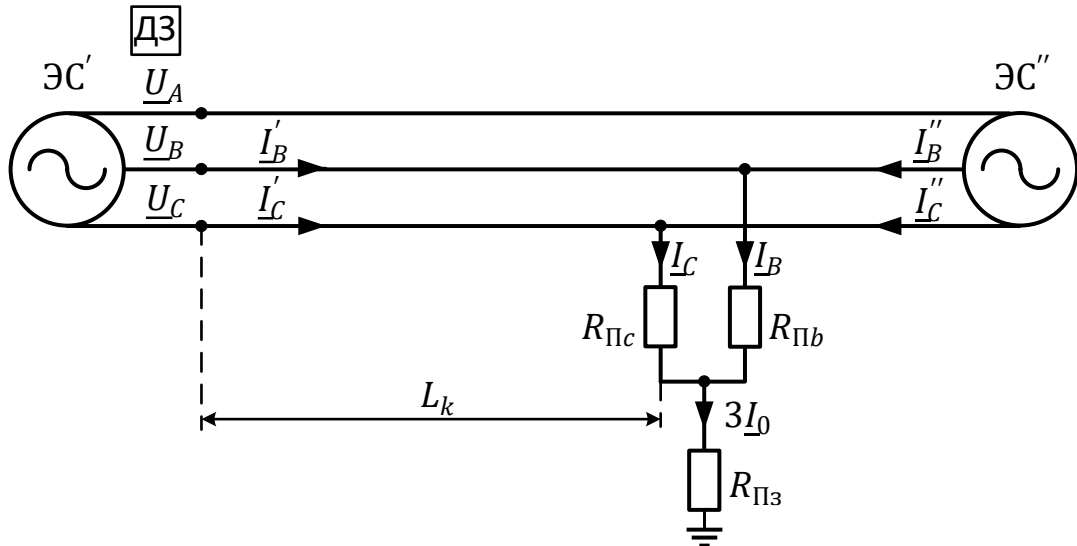 ДЗ
ЭС′ ЭС″
U_A
U_B I′_B I″_B
U_C I′_C I″_C
I_C I_B
R_Пc R_Пb
L_k 3I_0
R_Пз